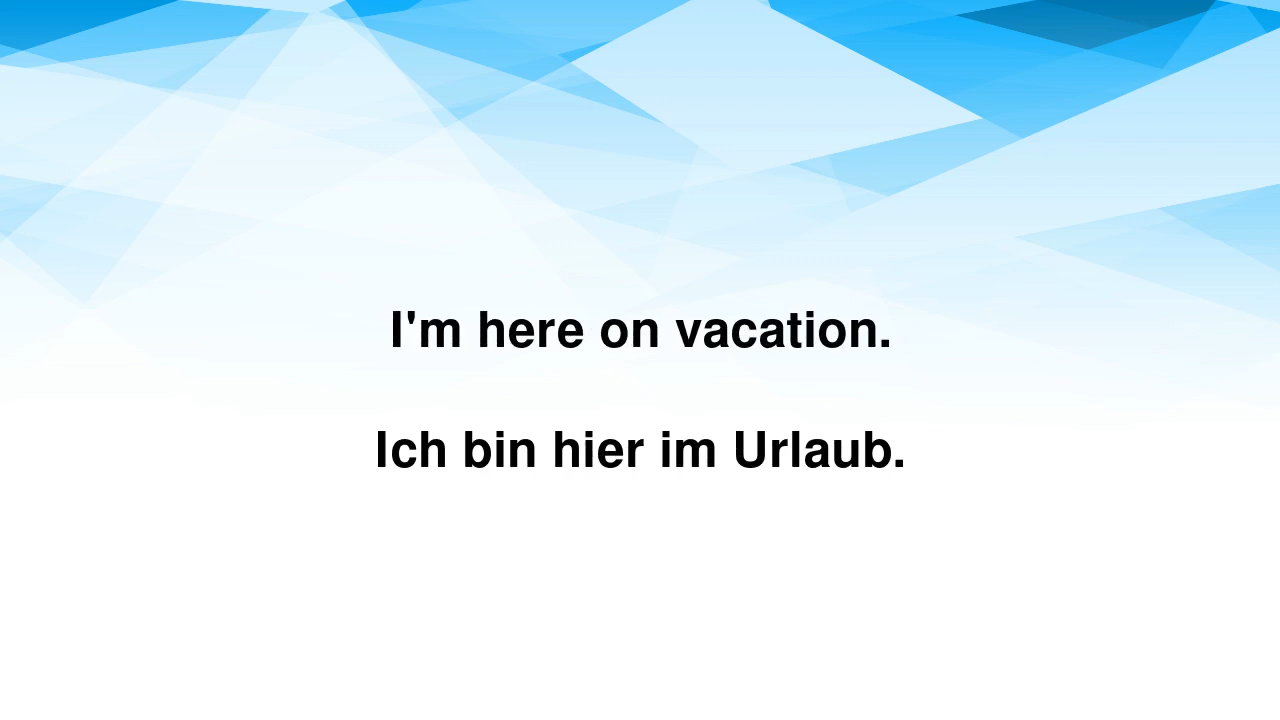 I'm here on vacation.
Ich bin hier im Urlaub.